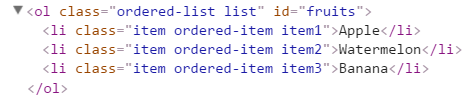 ▼<ol class="ordered-list list" id="fruits">
<li class="item ordered-item item1">Apple</li>
<li class="item ordered-item item2">Watermelon</li>
<li class="item ordered-item item3">Banana</li>
</ol>